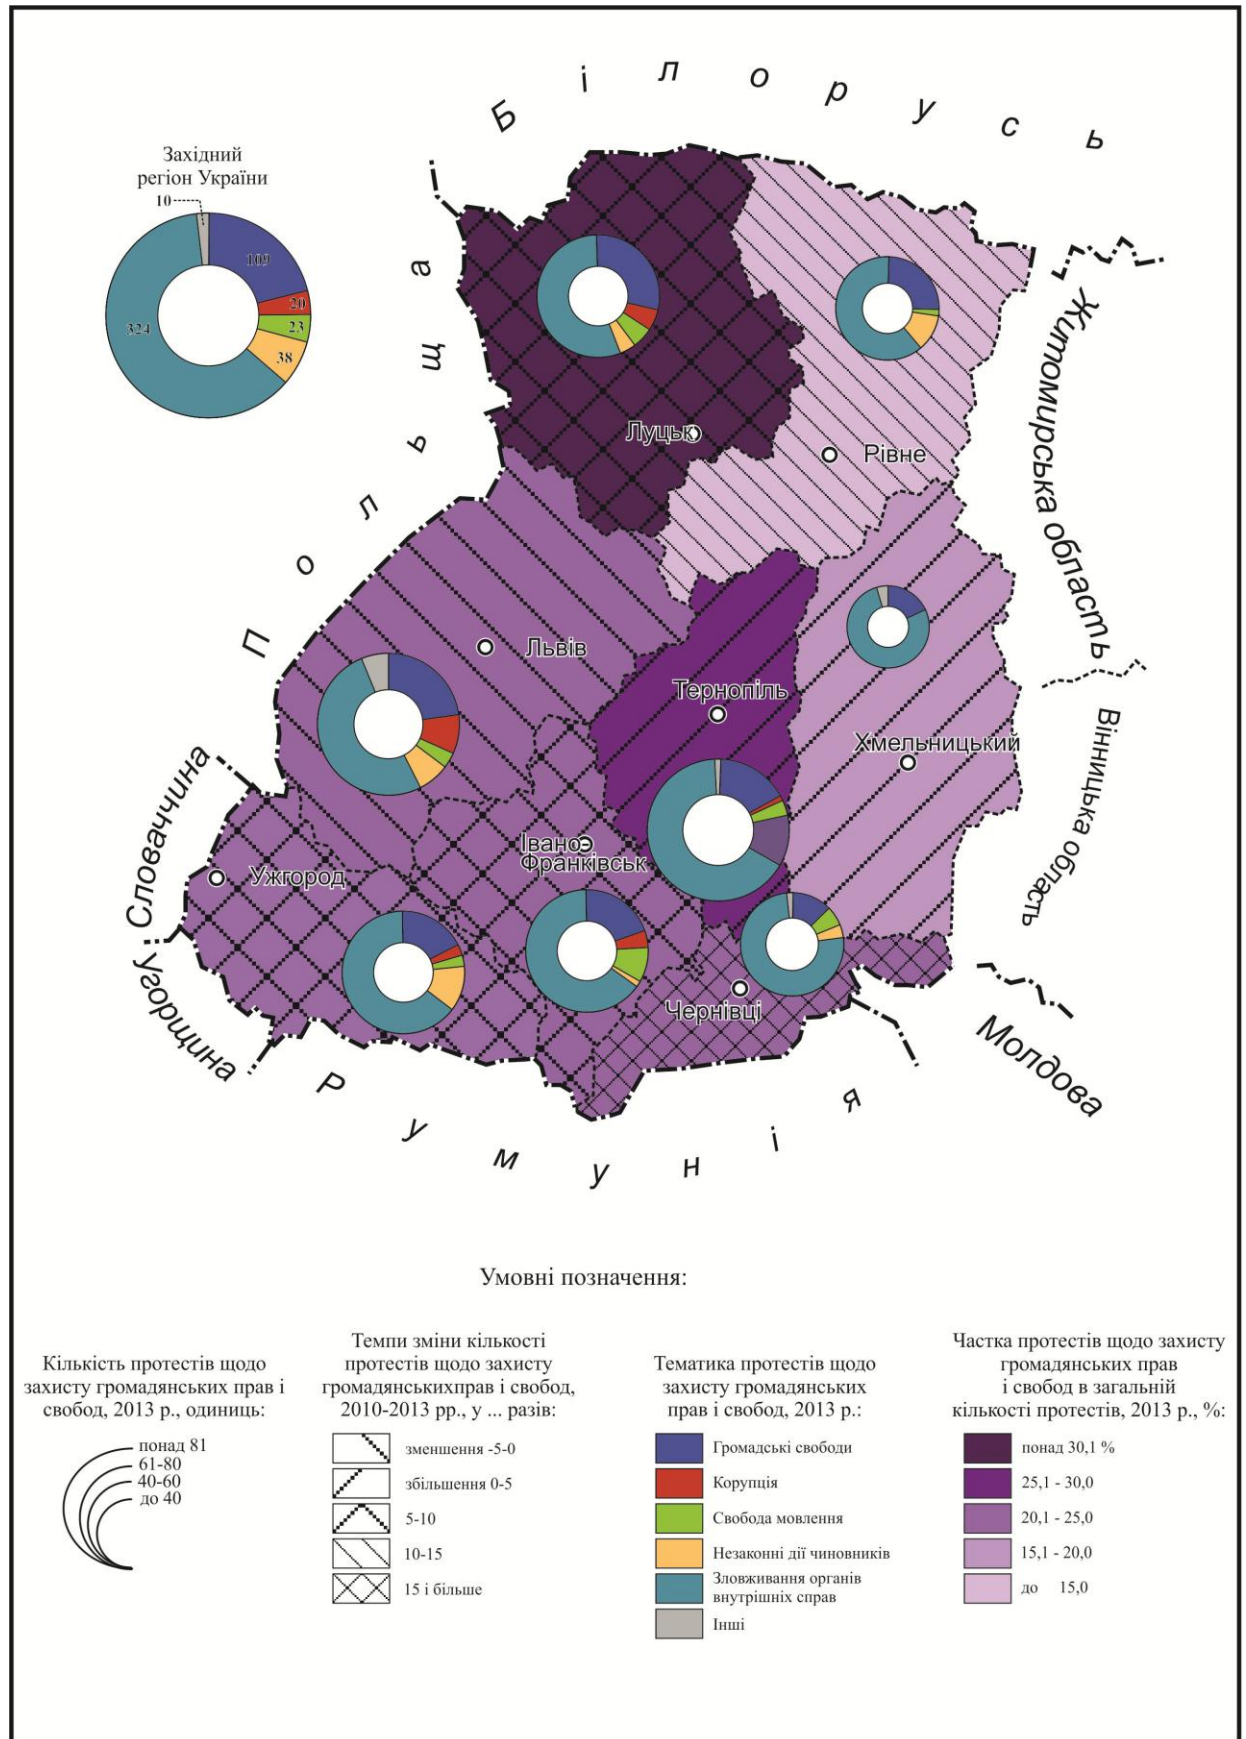 Білорусь
Західний
регіон України
10
109
20
23
38
324
Польща
Житомирська область
Луцьк
Рівне
Львів
Тернопіль
Хмельницький
Вінницька область
Словаччина
Івано-
Франківськ
Ужгород
Угорщина
Чернівці
Молдова
Румунія
Умовні позначення:
Кількість протестів щодо
захисту громадянських прав і
свобод, 2013 р., одиниць:
понад 81
61-80
40-60
до 40
Темпи зміни кількості
протестів щодо захисту
громадянськихправ і свобод,
2010-2013 рр., у ... разів:
зменшення -5-0
збільшення 0-5
5-10
10-15
15 і більше
Тематика протестів щодо
захисту громадянських
прав і свобод, 2013 р.:
Громадські свободи
Корупція
Свобода мовлення
Незаконні дії чиновників
Зловживання органів
внутрішніх справ
Інші
Частка протестів щодо захисту
громадянських прав
і свобод в загальній
кількості протестів, 2013 р., %:
понад 30,1 %
25,1 - 30,0
20,1 - 25,0
15,1 - 20,0
до 15,0